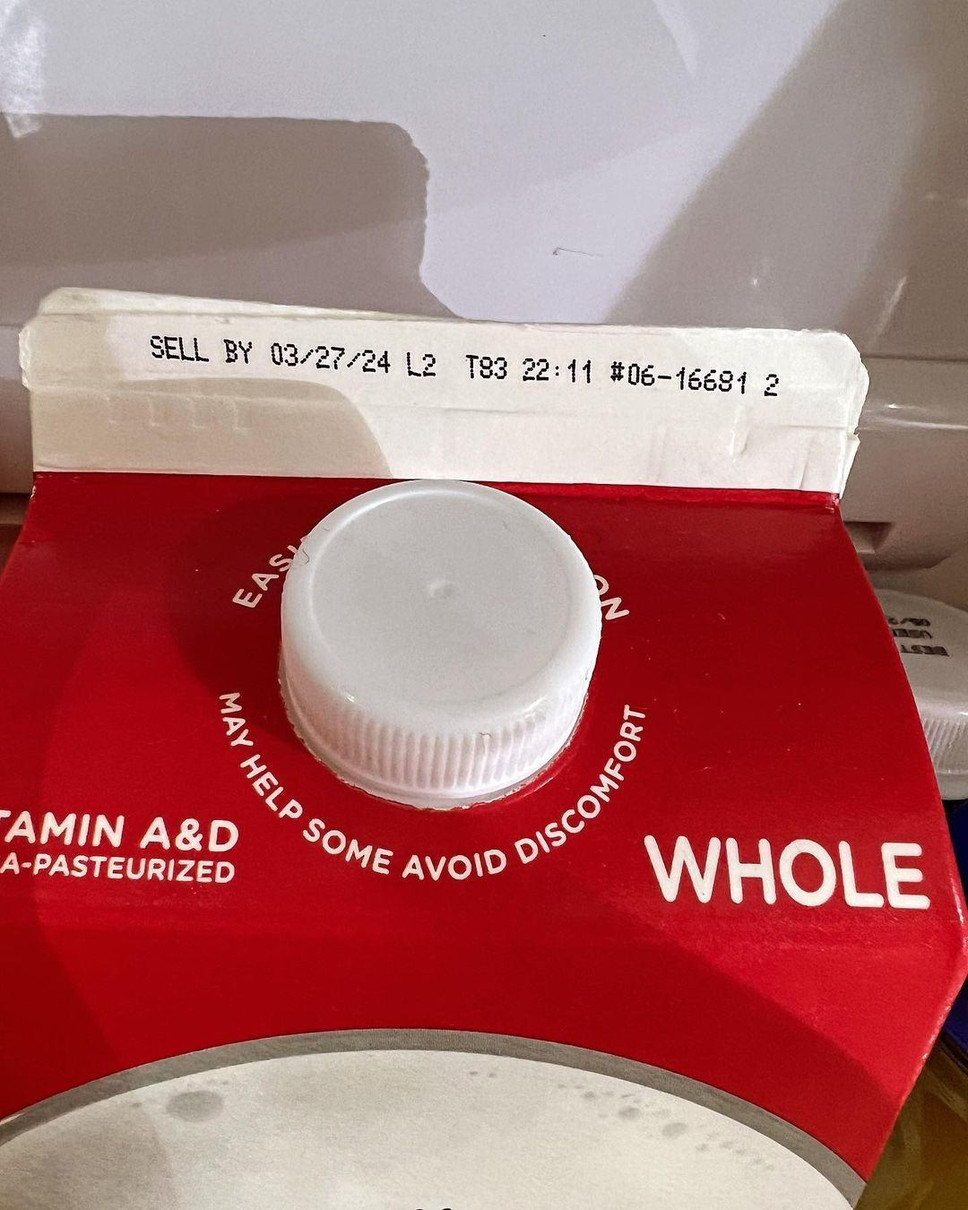 SELL BY 03/27/24 L2 T83 22:11 #06-16681 2
MAY HELP SOME AVOID DISCOMFORT
TAMIN A&D
A-PASTEURIZED
WHOLE